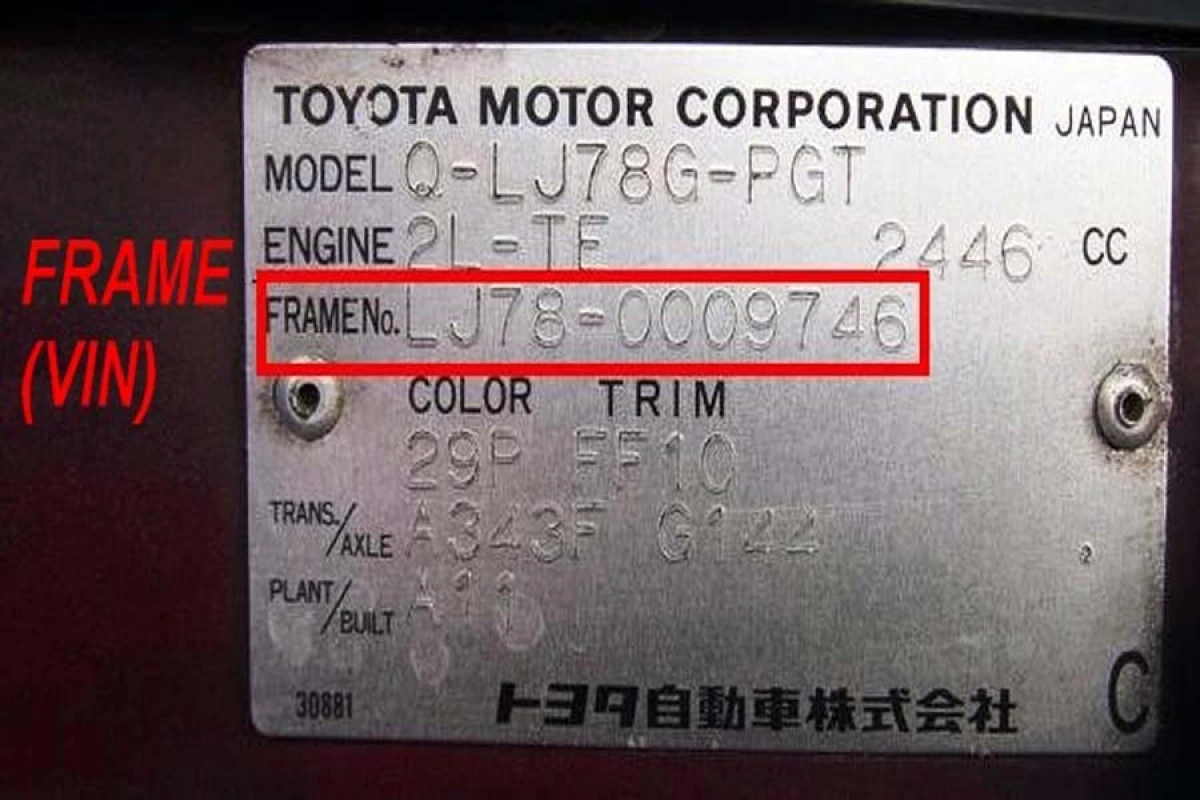 TOYOTA MOTOR CORPORATION JAPAN
MODEL Q-LJ78G-PGT
ENGINE 2L-TE 2446 CC
FRAME (VIN)
FRAME No. LJ78-0009746
COLOR TRIM
29P FF10
TRANS./AXLE A343F G144
PLANT/BUILT A11
30881 トヨタ自動車株式会社 C